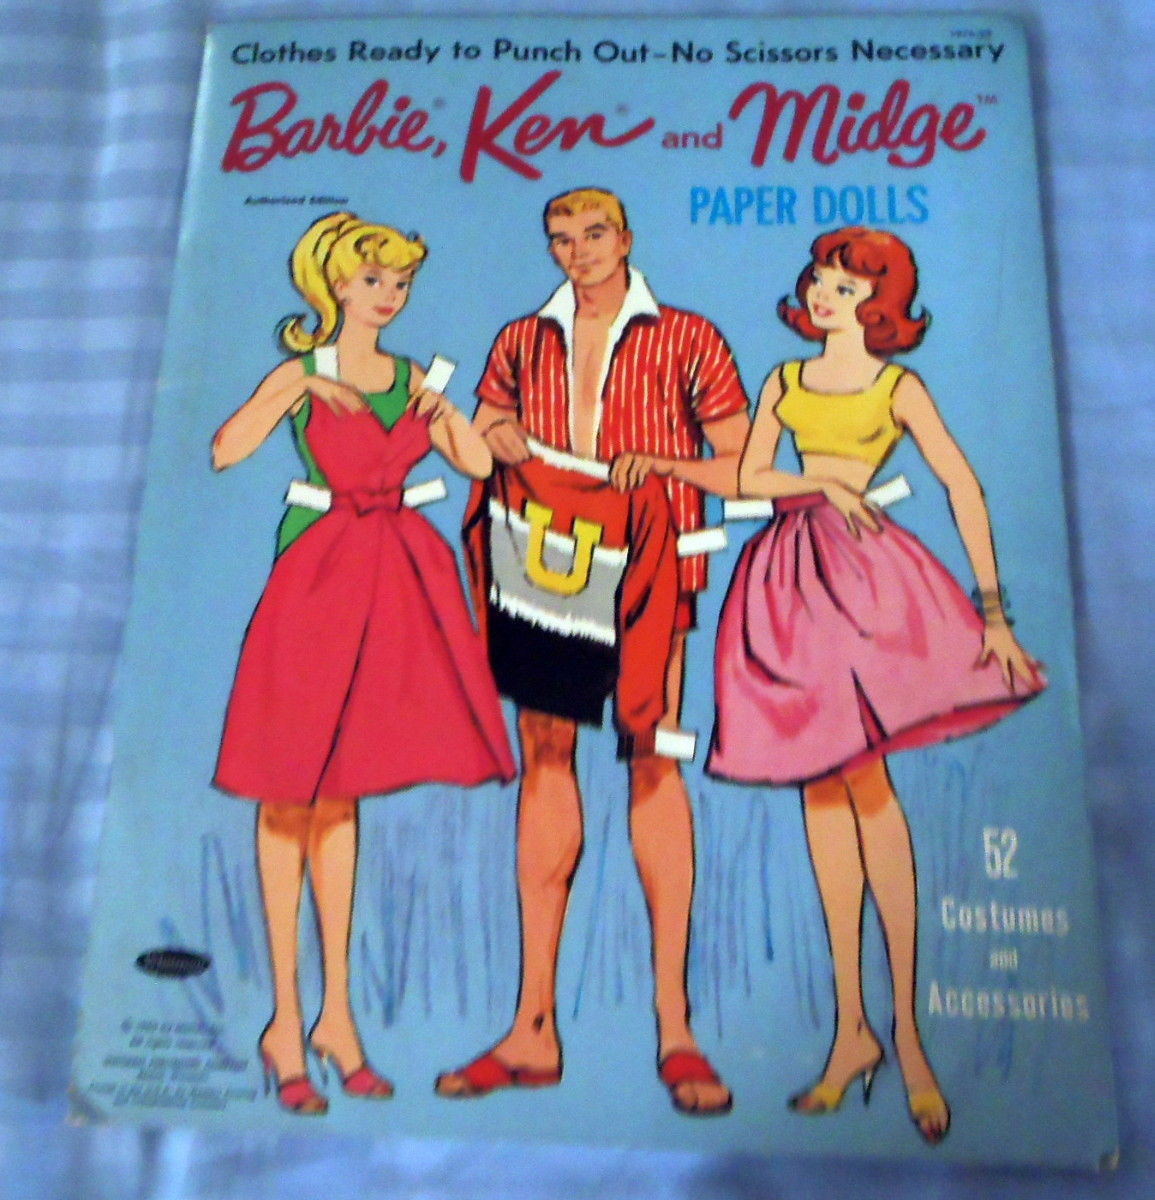 Clothes Ready to Punch Out—No Scissors Necessary
Barbie,® Ken® and Midge™
Authorized Edition
PAPER DOLLS
U
52
Costumes
and
Accessories